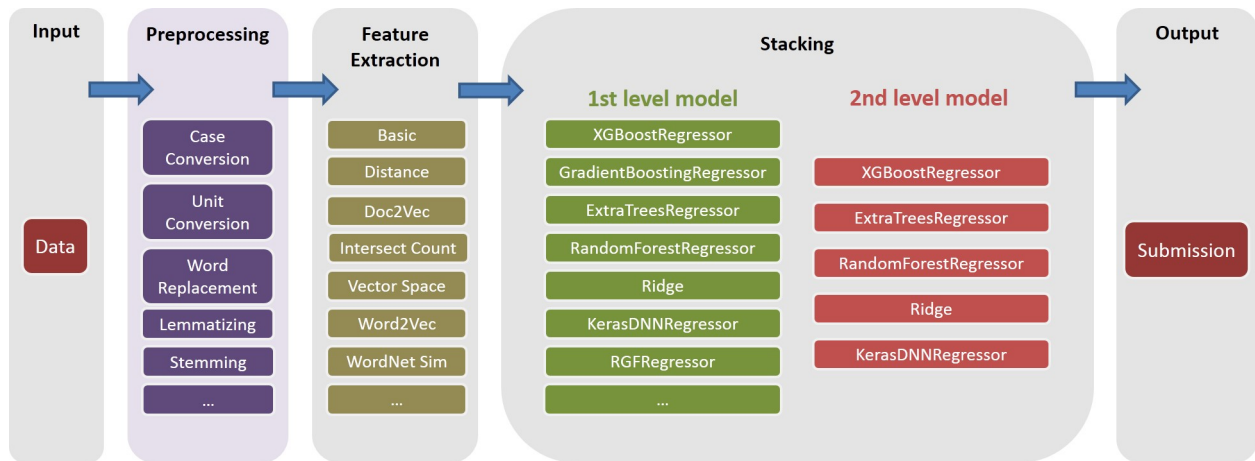 Input
Data
Preprocessing
Case
Conversion
Unit
Conversion
Word
Replacement
Lemmatizing
Stemming
...
Feature
Extraction
Basic
Distance
Doc2Vec
Intersect Count
Vector Space
Word2Vec
WordNet Sim
...
Stacking
1st level model
XGBoostRegressor
GradientBoostingRegressor
ExtraTreesRegressor
RandomForestRegressor
Ridge
KerasDNNRegressor
RGFRegressor
...
2nd level model
XGBoostRegressor
ExtraTreesRegressor
RandomForestRegressor
Ridge
KerasDNNRegressor
Output
Submission